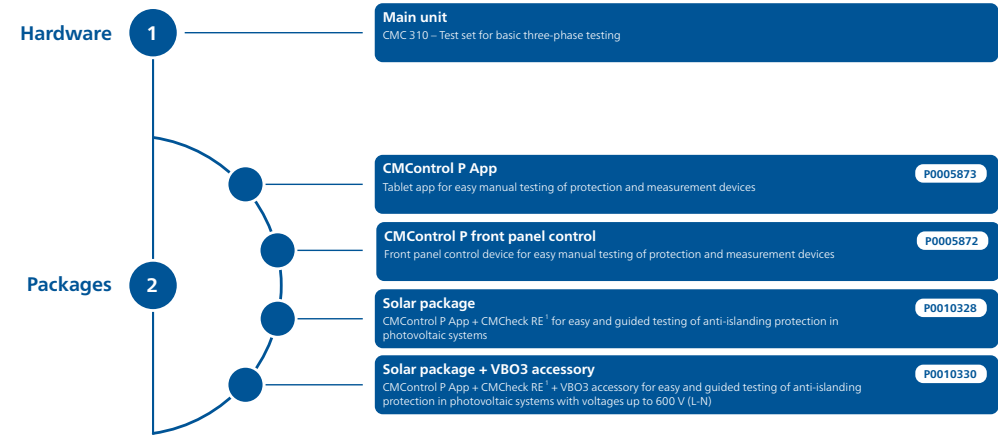 Hardware
1
Main unit
CMC 310 – Test set for basic three-phase testing
CMControl P App
P0005873
Tablet app for easy manual testing of protection and measurement devices
CMControl P front panel control
P0005872
Front panel control device for easy manual testing of protection and measurement devices
Packages
2
Solar package
P0010328
CMControl P App + CMCheck RE ¹ for easy and guided testing of anti-islanding protection in
photovoltaic systems
Solar package + VBO3 accessory
P0010330
CMControl P App + CMCheck RE ¹ + VBO3 accessory for easy and guided testing of anti-islanding
protection in photovoltaic systems with voltages up to 600 V (L-N)